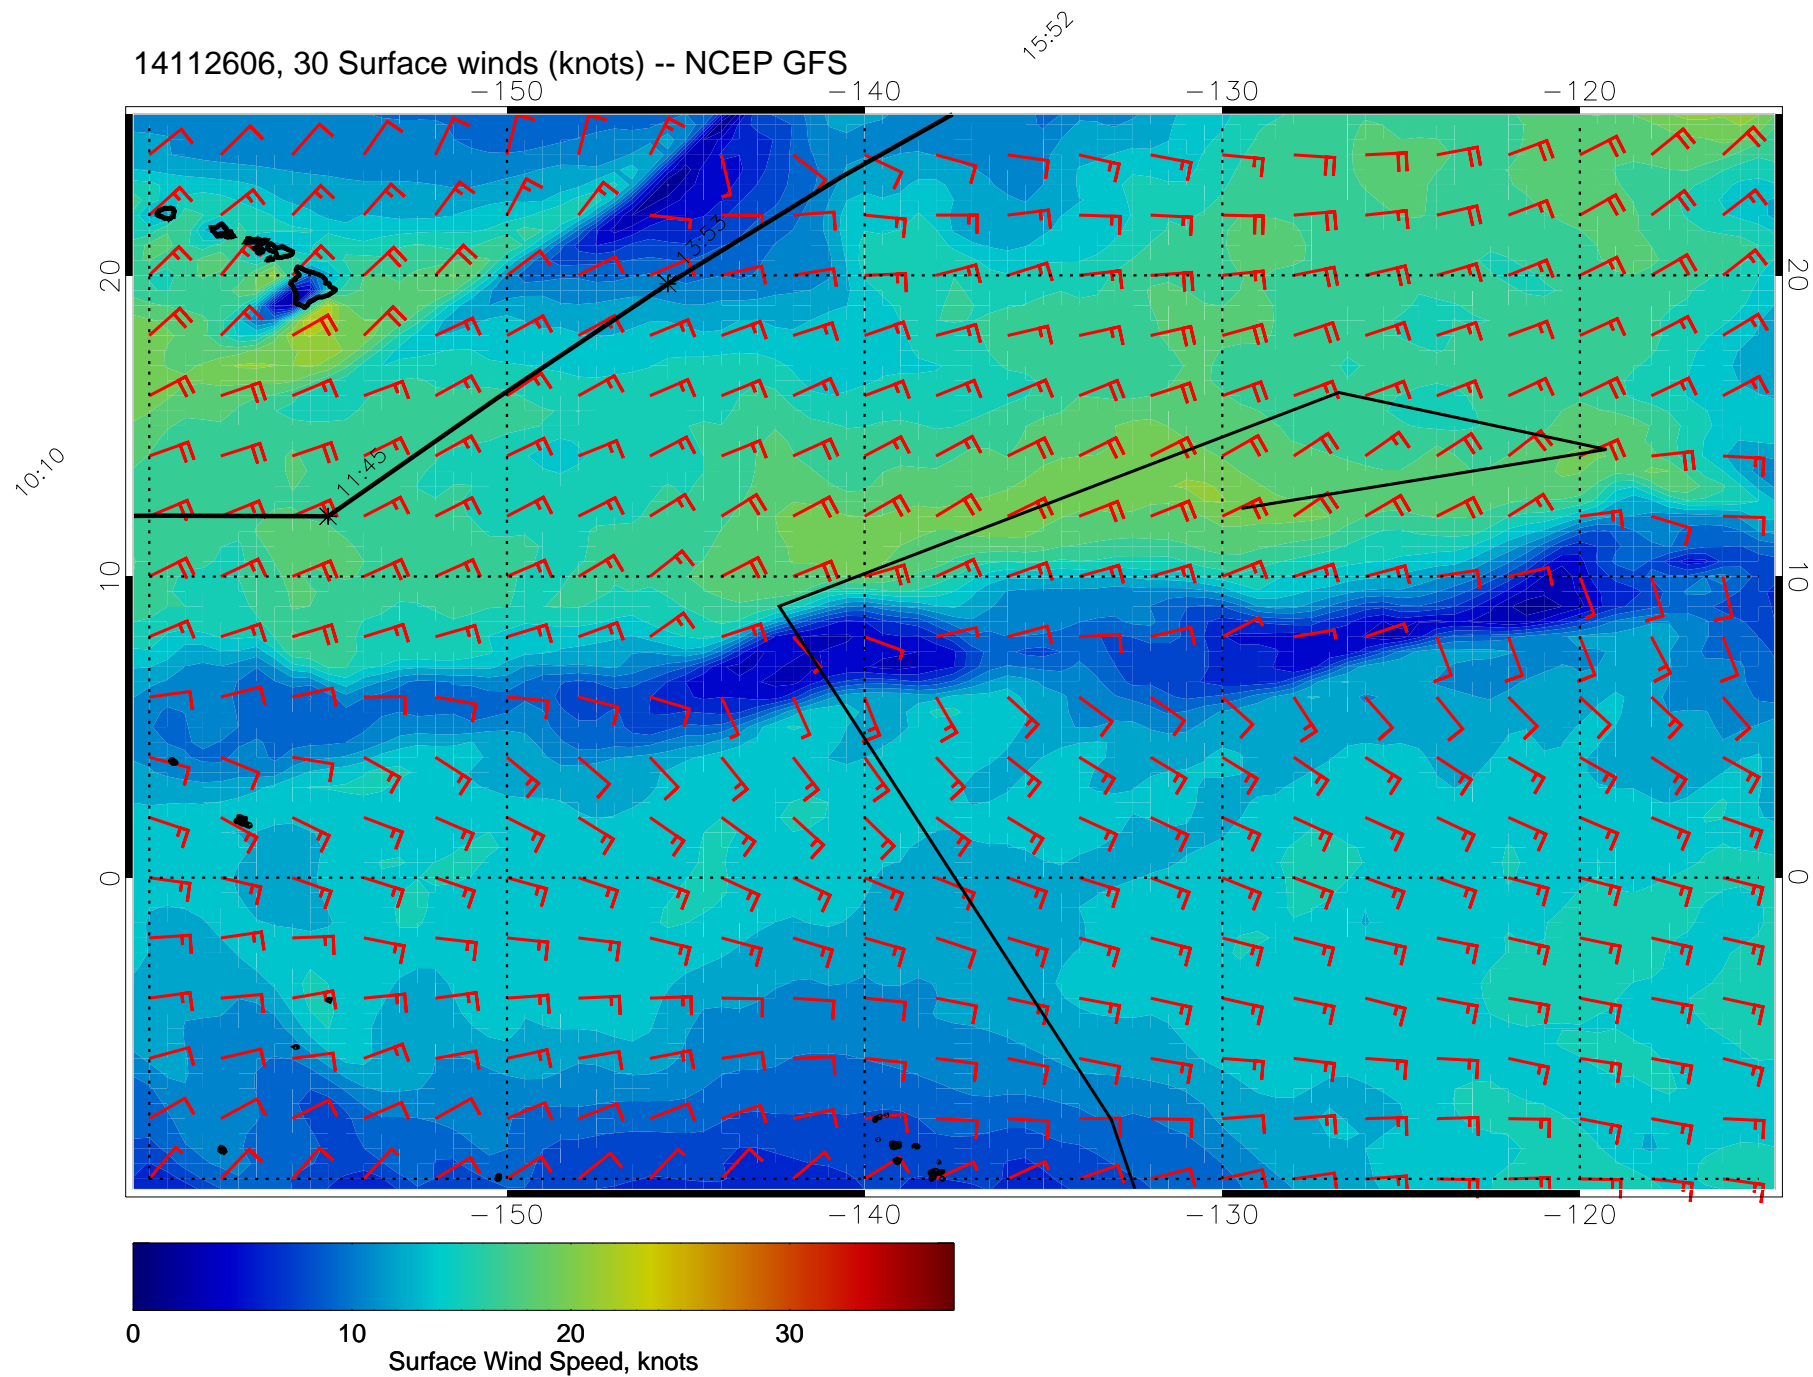 15:52
14112606, 30 Surface winds (knots) -- NCEP GFS
-150 -140 -130 -120
13:53
20 20
11:45
10:10
10 10
0 0
-150 -140 -130 -120
0 10 20 30
Surface Wind Speed, knots